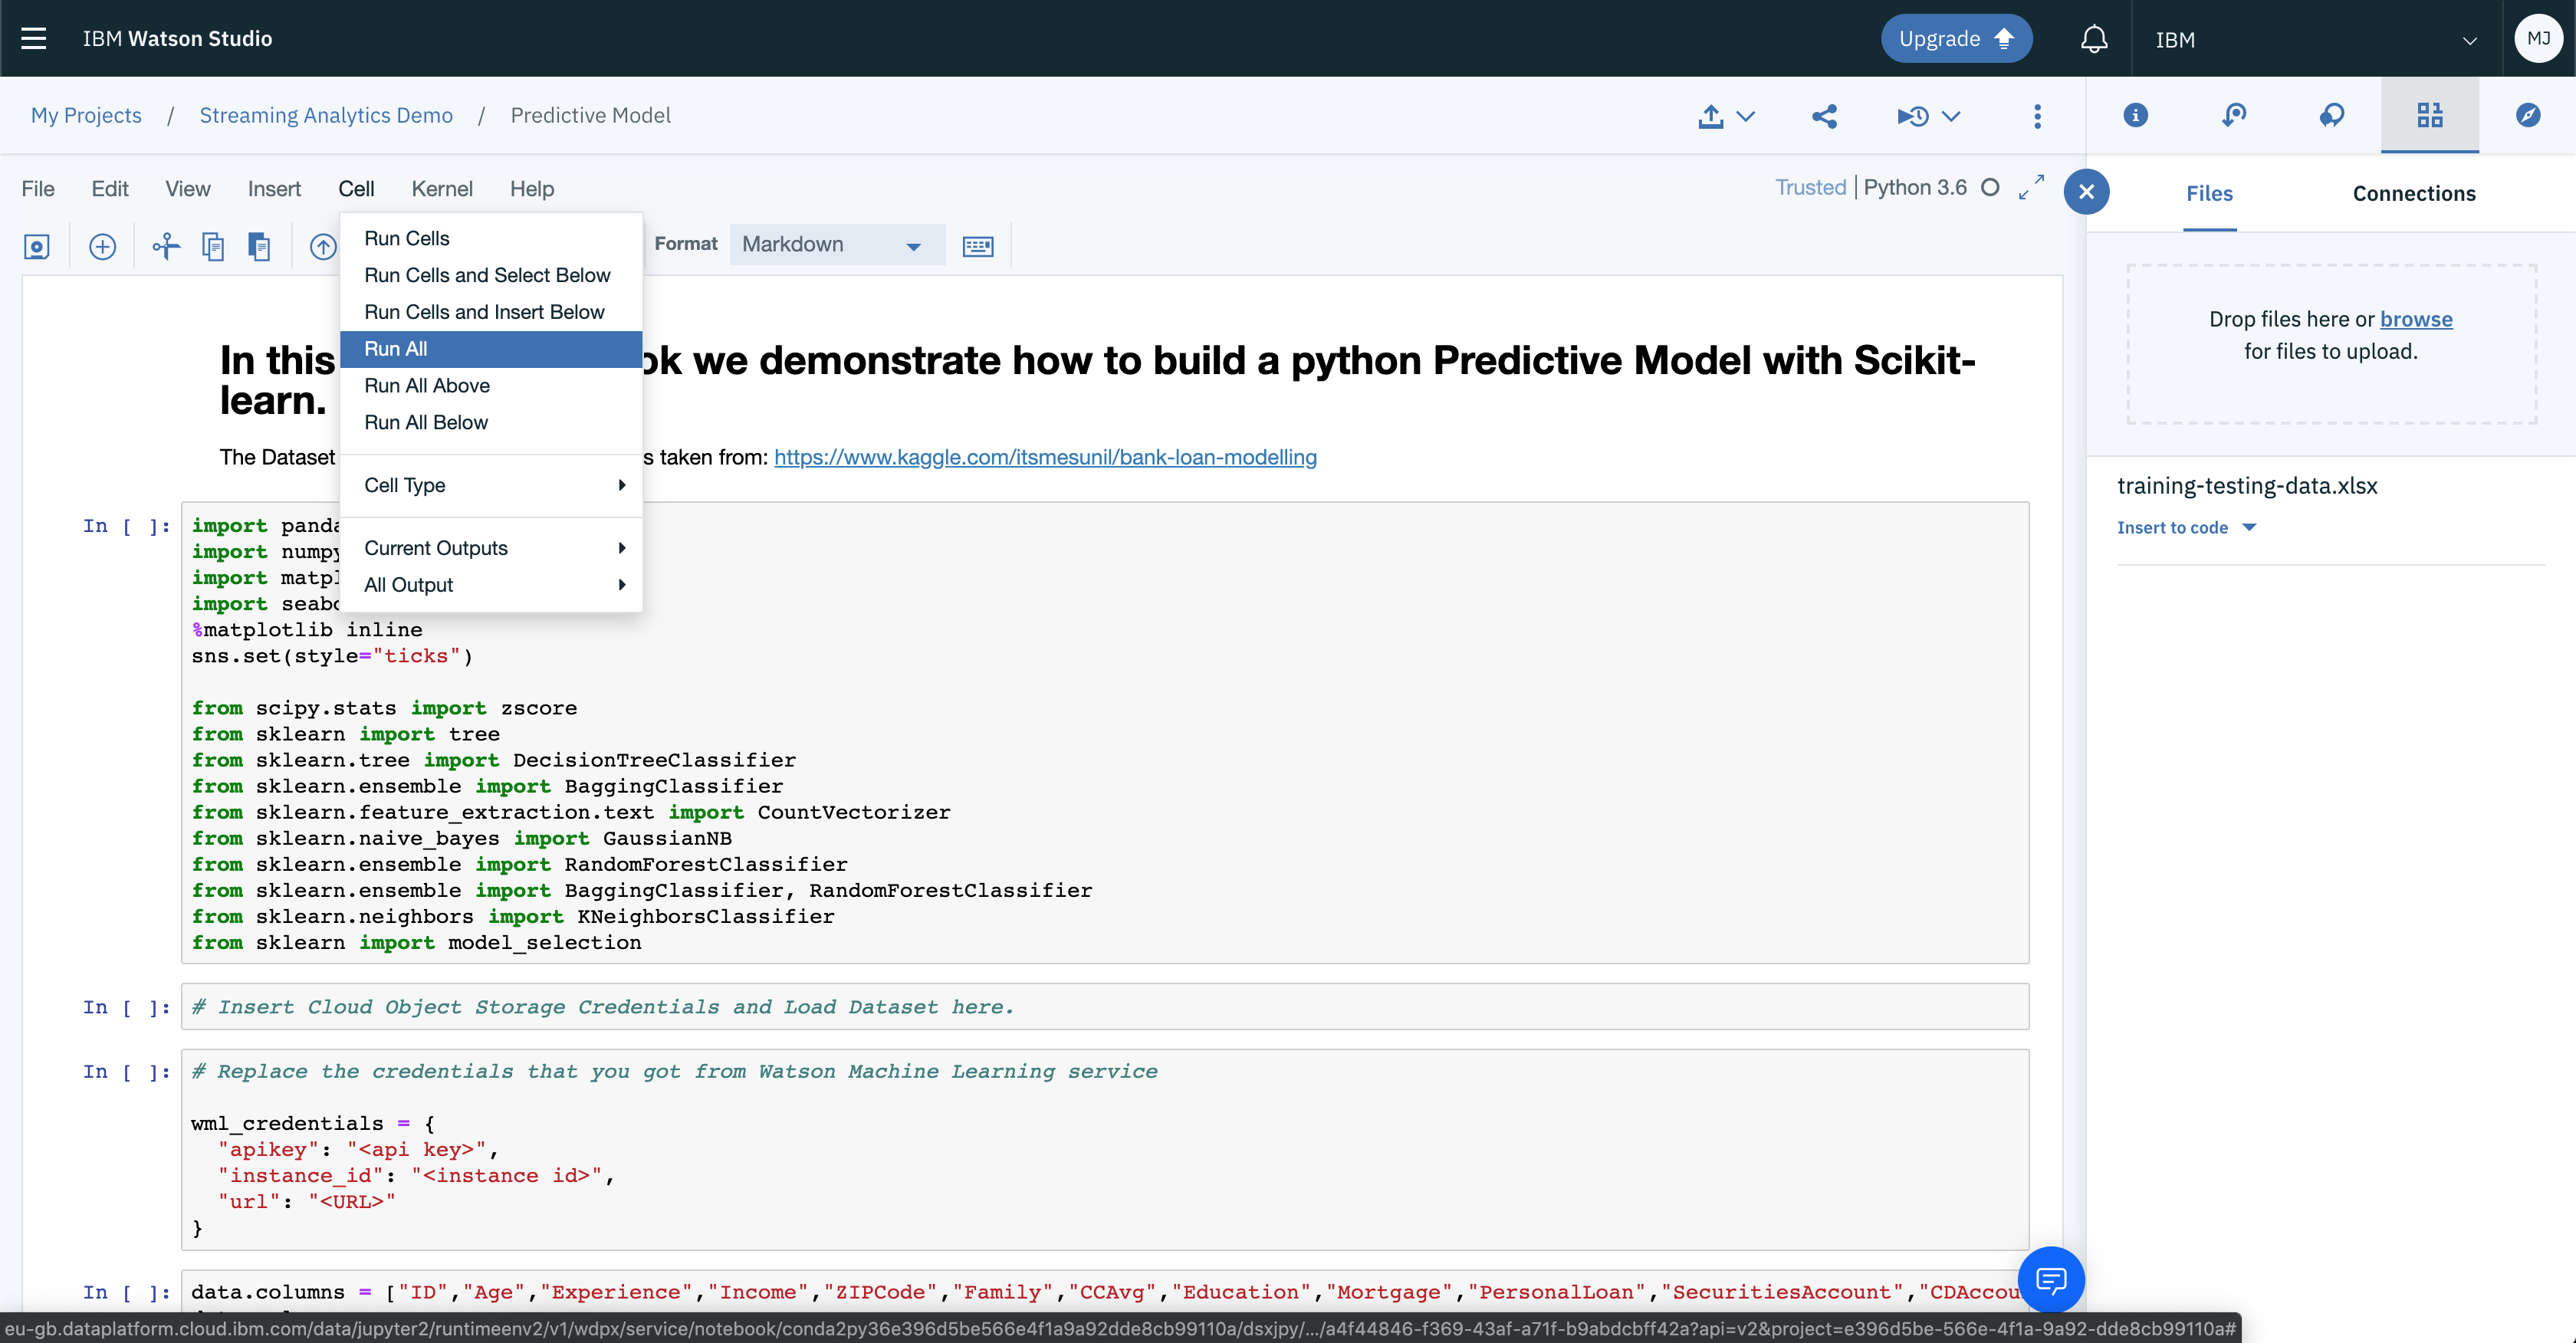 IBM Watson Studio
Upgrade
IBM
MJ
My Projects / Streaming Analytics Demo / Predictive Model
File Edit View Insert Cell Kernel Help
Trusted | Python 3.6
Files Connections
Format Markdown
Run Cells
Run Cells and Select Below
Run Cells and Insert Below
Run All
Run All Above
Run All Below
Cell Type
Current Outputs
All Output
Drop files here or browse
for files to upload.
training-testing-data.xlsx
Insert to code
In this ok we demonstrate how to build a python Predictive Model with Scikit-
learn.
The Dataset s taken from: https://www.kaggle.com/itsmesunil/bank-loan-modelling
In [ ]: import panda
import numpy
import matpl
import seabo
%matplotlib inline
sns.set(style="ticks")
from scipy.stats import zscore
from sklearn import tree
from sklearn.tree import DecisionTreeClassifier
from sklearn.ensemble import BaggingClassifier
from sklearn.feature_extraction.text import CountVectorizer
from sklearn.naive_bayes import GaussianNB
from sklearn.ensemble import RandomForestClassifier
from sklearn.ensemble import BaggingClassifier, RandomForestClassifier
from sklearn.neighbors import KNeighborsClassifier
from sklearn import model_selection
In [ ]: # Insert Cloud Object Storage Credentials and Load Dataset here.
In [ ]: # Replace the credentials that you got from Watson Machine Learning service
wml_credentials = {
"apikey": "<api key>",
"instance_id": "<instance id>",
"url": "<URL>"
}
In [ ]: data.columns = ["ID","Age","Experience","Income","ZIPCode","Family","CCAvg","Education","Mortgage","PersonalLoan","SecuritiesAccount","CDAccou
eu-gb.dataplatform.cloud.ibm.com/data/jupyter2/runtimeenv2/v1/wdpx/service/notebook/conda2py36e396d5be566e4f1a9a92dde8cb99110a/dsxjpy/.../a4f44846-f369-43af-a71f-b9abdcbff42a?api=v2&project=e396d5be-566e-4f1a-9a92-dde8cb99110a#